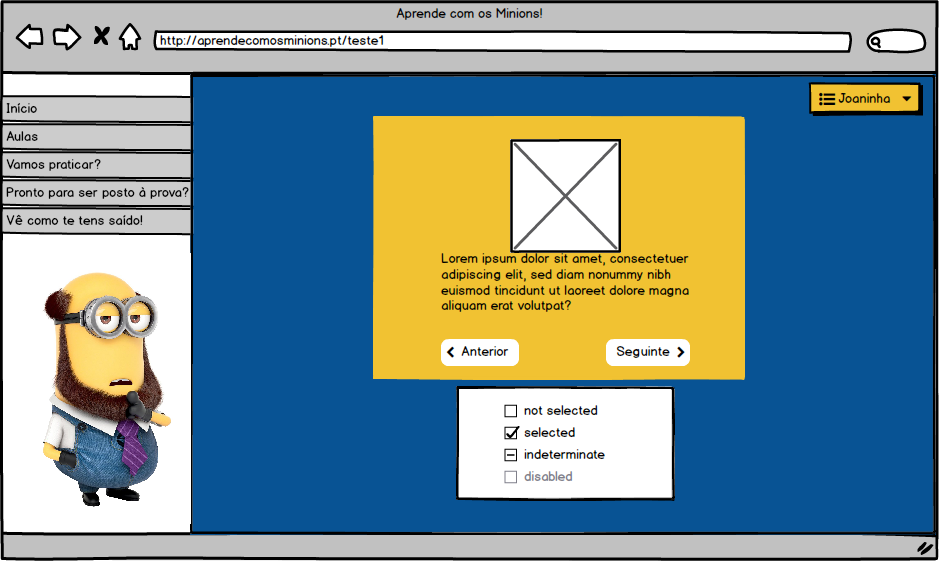 Aprende com os Minions!
http://aprendecomosminions.pt/teste1
Início
Aulas
Vamos praticar?
Pronto para ser posto à prova?
Vê como te tens saído!
Joaninha
Lorem ipsum dolor sit amet, consectetuer
adipiscing elit, sed diam nonummy nibh
euismod tincidunt ut laoreet dolore magna
aliquam erat volutpat?
Anterior
Seguinte
not selected
selected
indeterminate
disabled